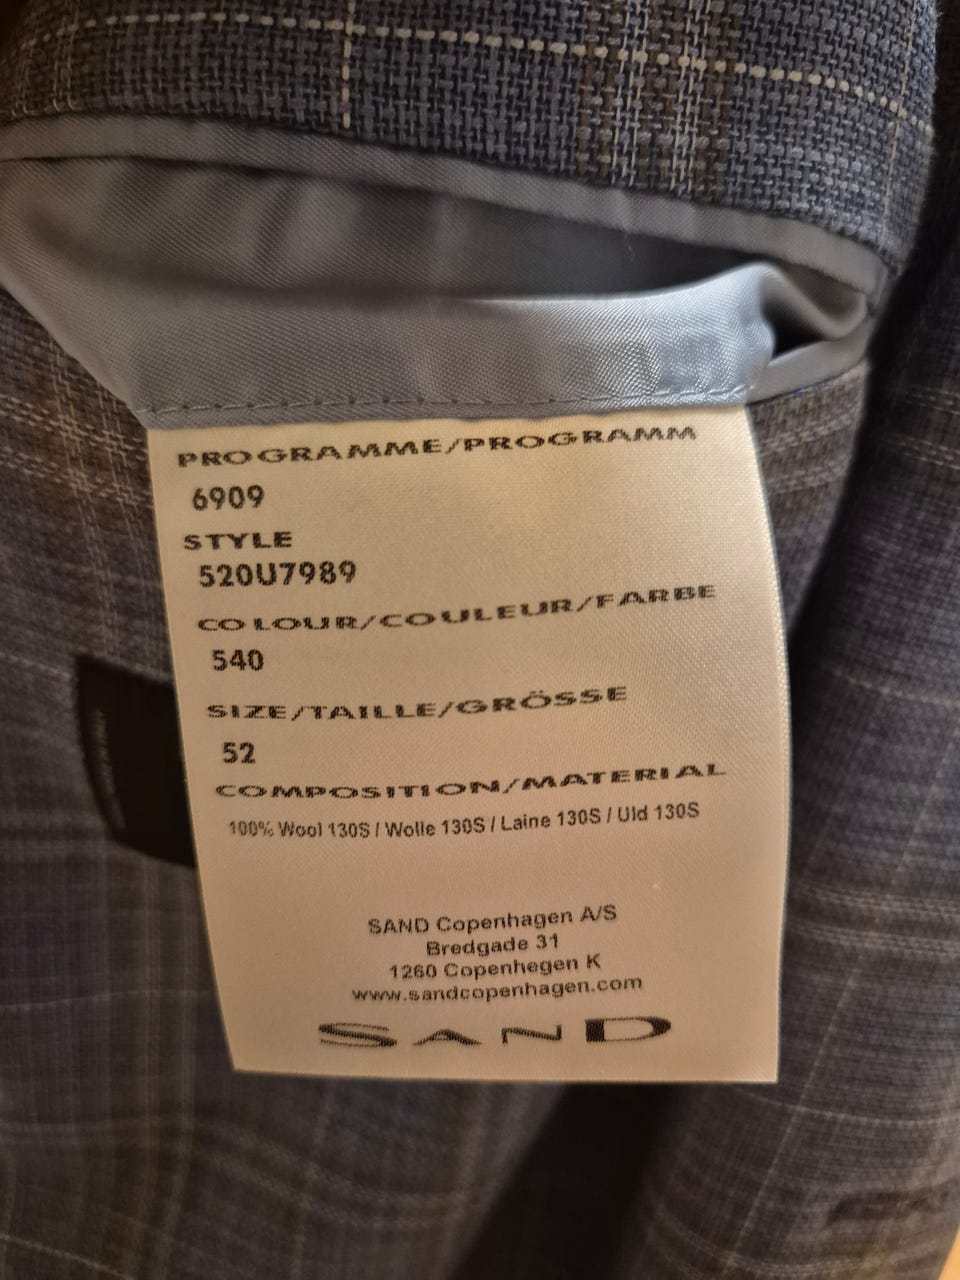 PROGRAMME/PROGRAMM
6909
STYLE
520U7989
COLOUR/COULEUR/FARBE
540
SIZE/TAILLE/GRÖSSE
52
COMPOSITION/MATERIAL
100% Wool 130S / Wolle 130S / Laine 130S / Uld 130S
SAND Copenhagen A/S
Bredgade 31
1260 Copenhegen K
www.sandcopenhagen.com
SAND